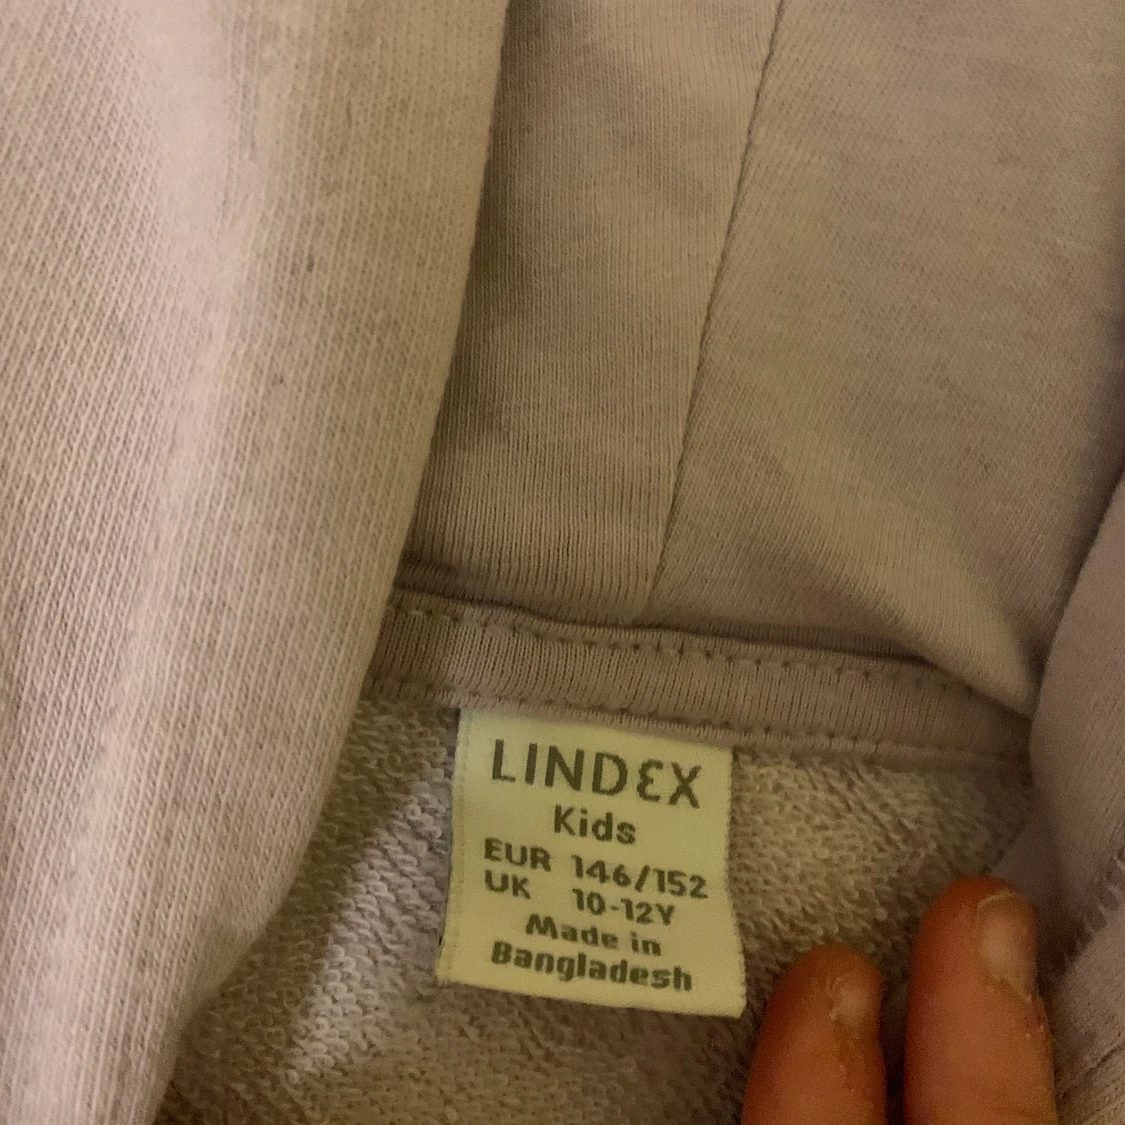 LINDEX
Kids
EUR 146/152
UK 10-12Y
Made in
Bangladesh